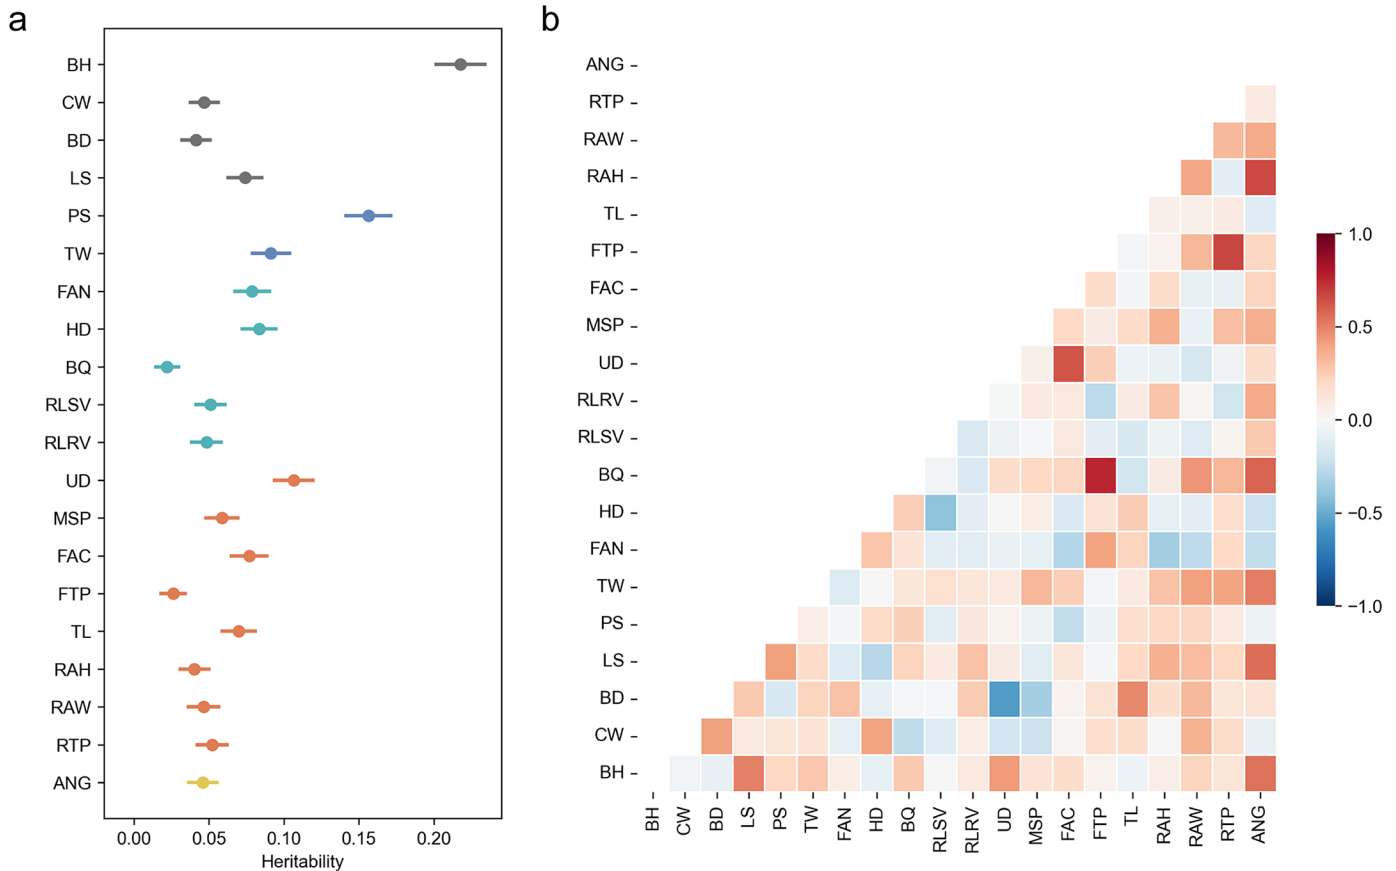 a
BH
CW
BD
LS
PS
TW
FAN
HD
BQ
RLSV
RLRV
UD
MSP
FAC
FTP
TL
RAH
RAW
RTP
ANG
0.00 0.05 0.10 0.15 0.20
Heritability
b
ANG
RTP
RAW
RAH
TL
FTP
FAC
MSP
UD
RLRV
RLSV
BQ
HD
FAN
TW
PS
LS
BD
CW
BH
BH CW BD LS PS TW FAN HD BQ RLSV RLRV UD MSP FAC FTP TL RAH RAW RTP ANG
1.0
0.5
0.0
−0.5
−1.0